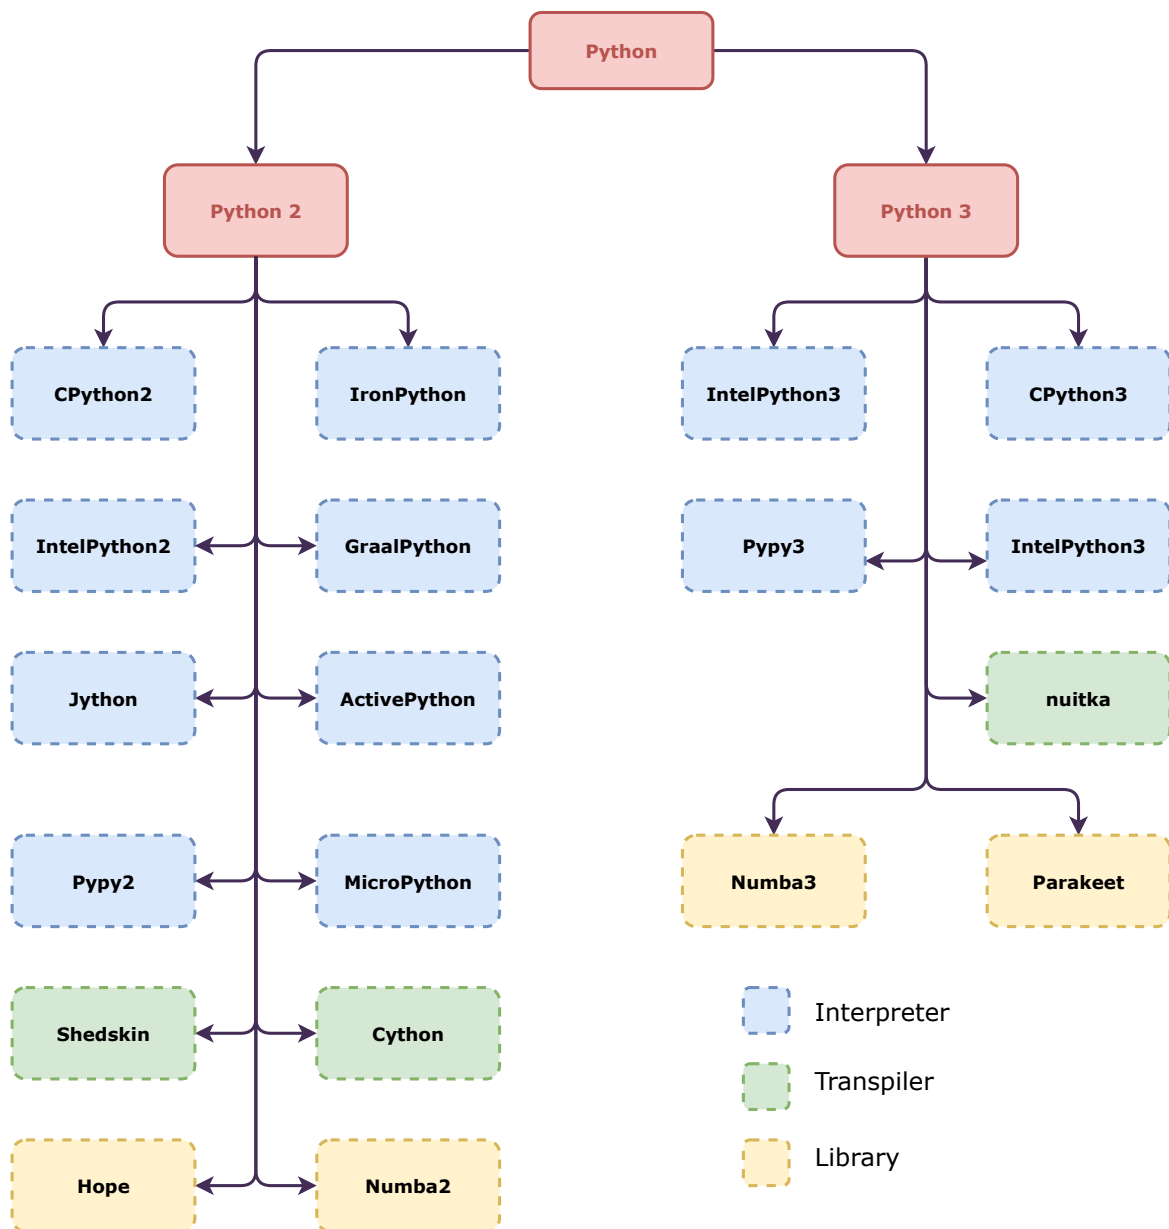 Python
Python 2
Python 3
CPython2
IronPython
IntelPython3
CPython3
IntelPython2
GraalPython
Pypy3
IntelPython3
Jython
ActivePython
nuitka
Pypy2
MicroPython
Numba3
Parakeet
Shedskin
Cython
Interpreter
Transpiler
Hope
Numba2
Library